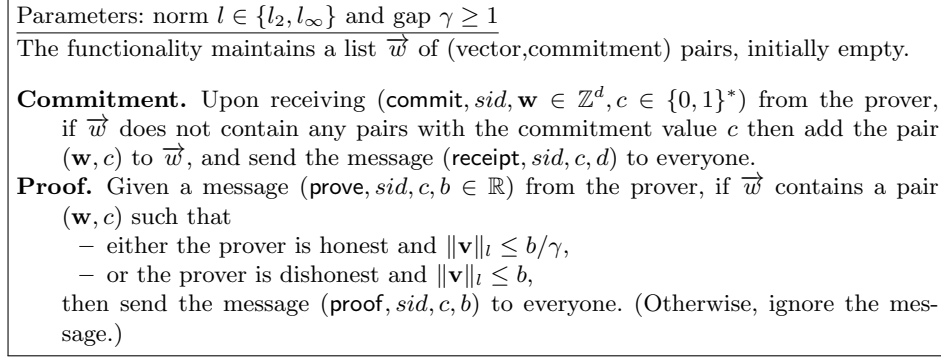 Parameters: norm l ∈ {l₂, l∞} and gap γ ≥ 1
The functionality maintains a list w⃗ of (vector,commitment) pairs, initially empty.
Commitment. Upon receiving (commit, sid, w ∈ ℤᵈ, c ∈ {0, 1}*) from the prover,
if w⃗ does not contain any pairs with the commitment value c then add the pair
(w, c) to w⃗, and send the message (receipt, sid, c, d) to everyone.
Proof. Given a message (prove, sid, c, b ∈ ℝ) from the prover, if w⃗ contains a pair
(w, c) such that
– either the prover is honest and ‖v‖ₗ ≤ b/γ,
– or the prover is dishonest and ‖v‖ₗ ≤ b,
then send the message (proof, sid, c, b) to everyone. (Otherwise, ignore the mes-
sage.)